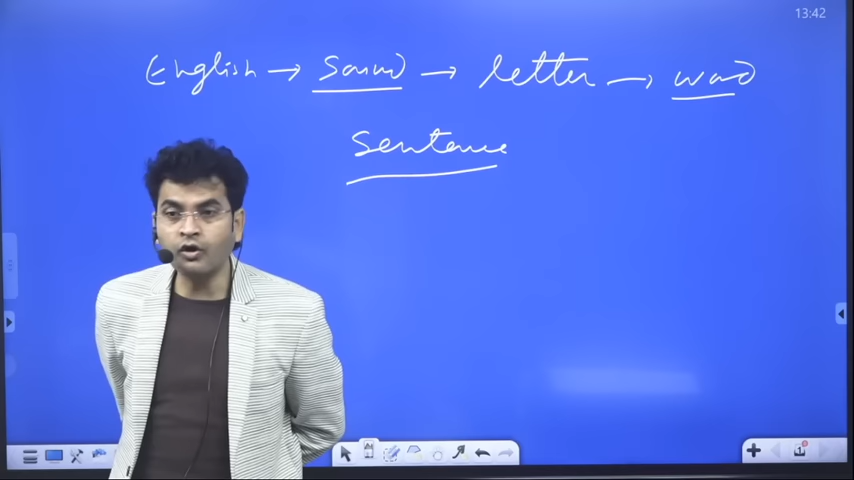 13:42
English → Sound → letter → word
Sentence